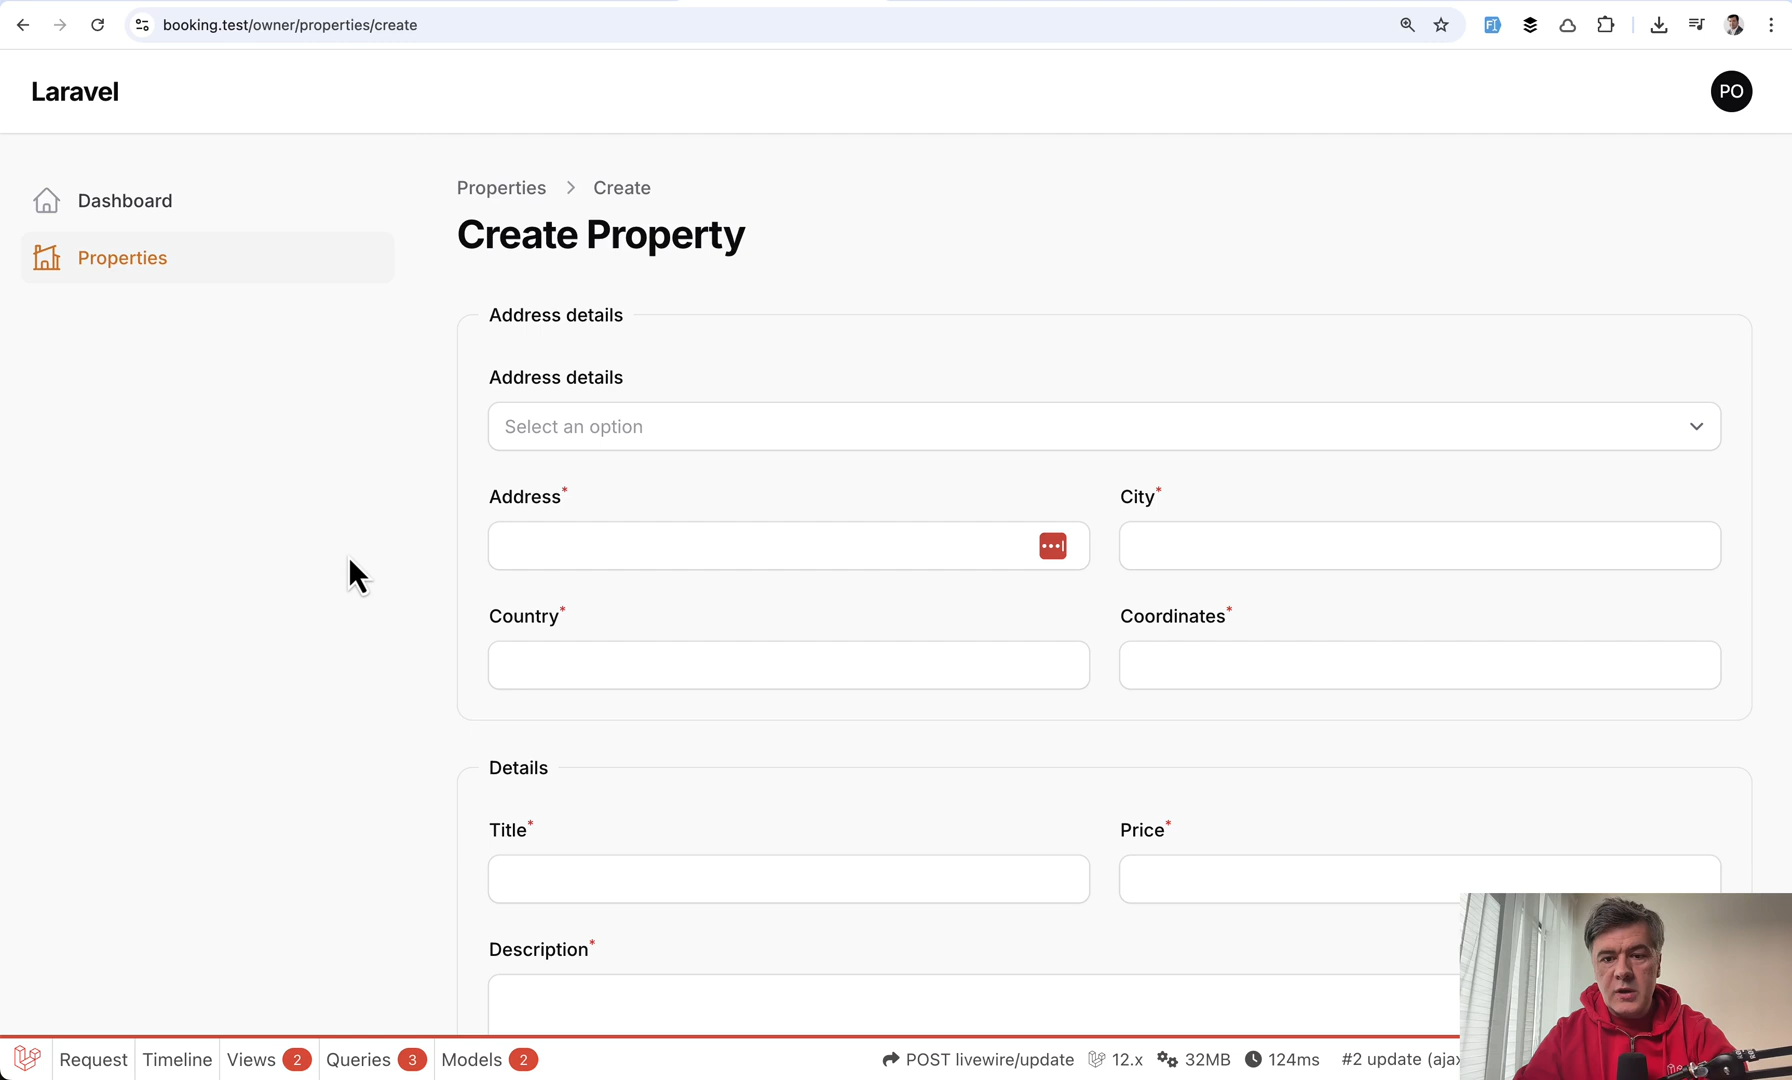 booking.test/owner/properties/create
Laravel
PO
Dashboard
Properties
Properties > Create
Create Property
Address details
Address details
Select an option
Address*
City*
Country*
Coordinates*
Details
Title*
Price*
Description*
Request Timeline Views 2 Queries 3 Models 2 POST livewire/update 12.x 32MB 124ms #2 update (ajax